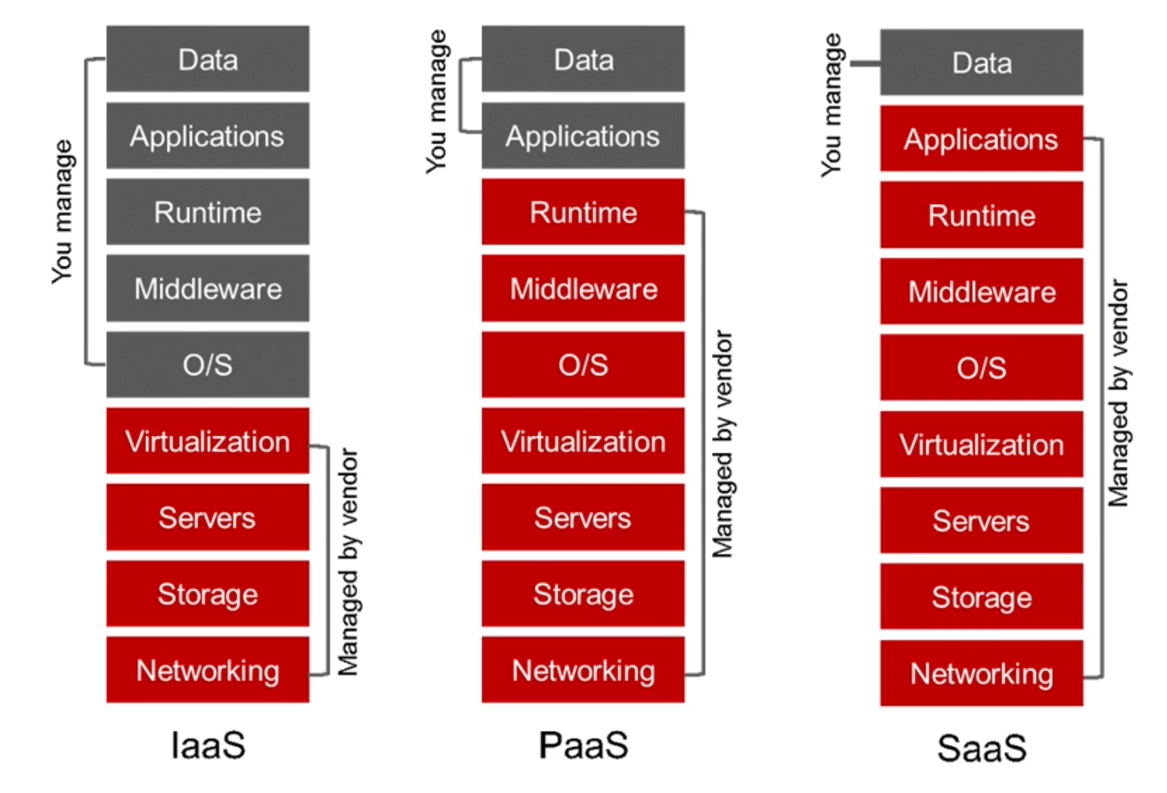 You manage
Data
Applications
Runtime
Middleware
O/S
Virtualization
Servers
Storage
Networking
Managed by vendor
IaaS
You manage
Data
Applications
Runtime
Middleware
O/S
Virtualization
Servers
Storage
Networking
Managed by vendor
PaaS
You manage
Data
Applications
Runtime
Middleware
O/S
Virtualization
Servers
Storage
Networking
Managed by vendor
SaaS